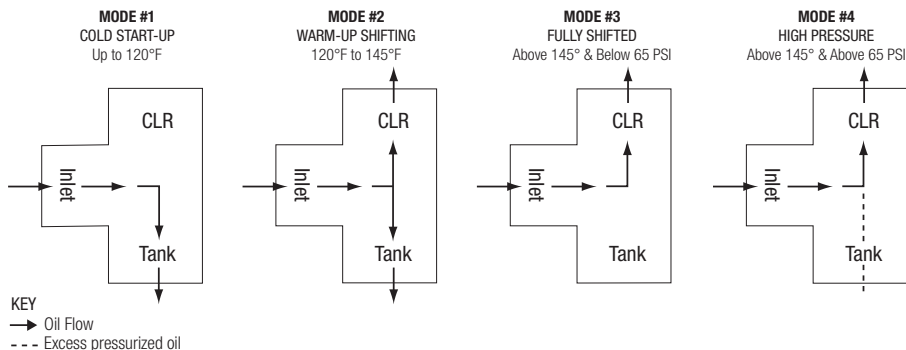 MODE #1
COLD START-UP
Up to 120°F
CLR
Inlet
Tank
MODE #2
WARM-UP SHIFTING
120°F to 145°F
CLR
Inlet
Tank
MODE #3
FULLY SHIFTED
Above 145° & Below 65 PSI
CLR
Inlet
Tank
MODE #4
HIGH PRESSURE
Above 145° & Above 65 PSI
CLR
Inlet
Tank
KEY
Oil Flow
Excess pressurized oil